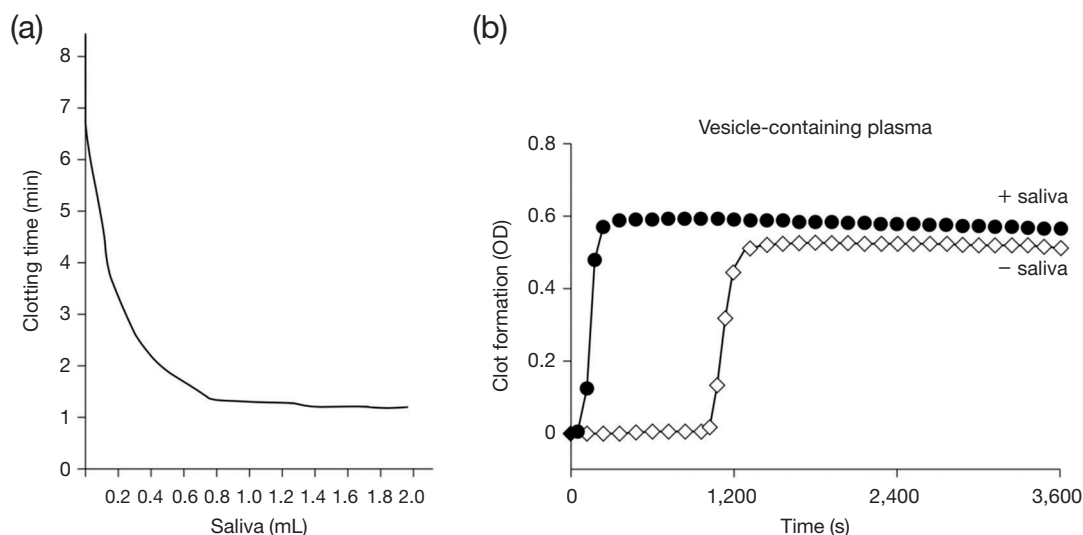 (a)
8
7
6
5
4
3
2
1
0
Clotting time (min)
0.2 0.4 0.6 0.8 1.0 1.2 1.4 1.6 1.8 2.0
Saliva (mL)
(b)
Vesicle-containing plasma
0.8
0.6
0.4
0.2
0
Clot formation (OD)
+ saliva
− saliva
0 1,200 2,400 3,600
Time (s)